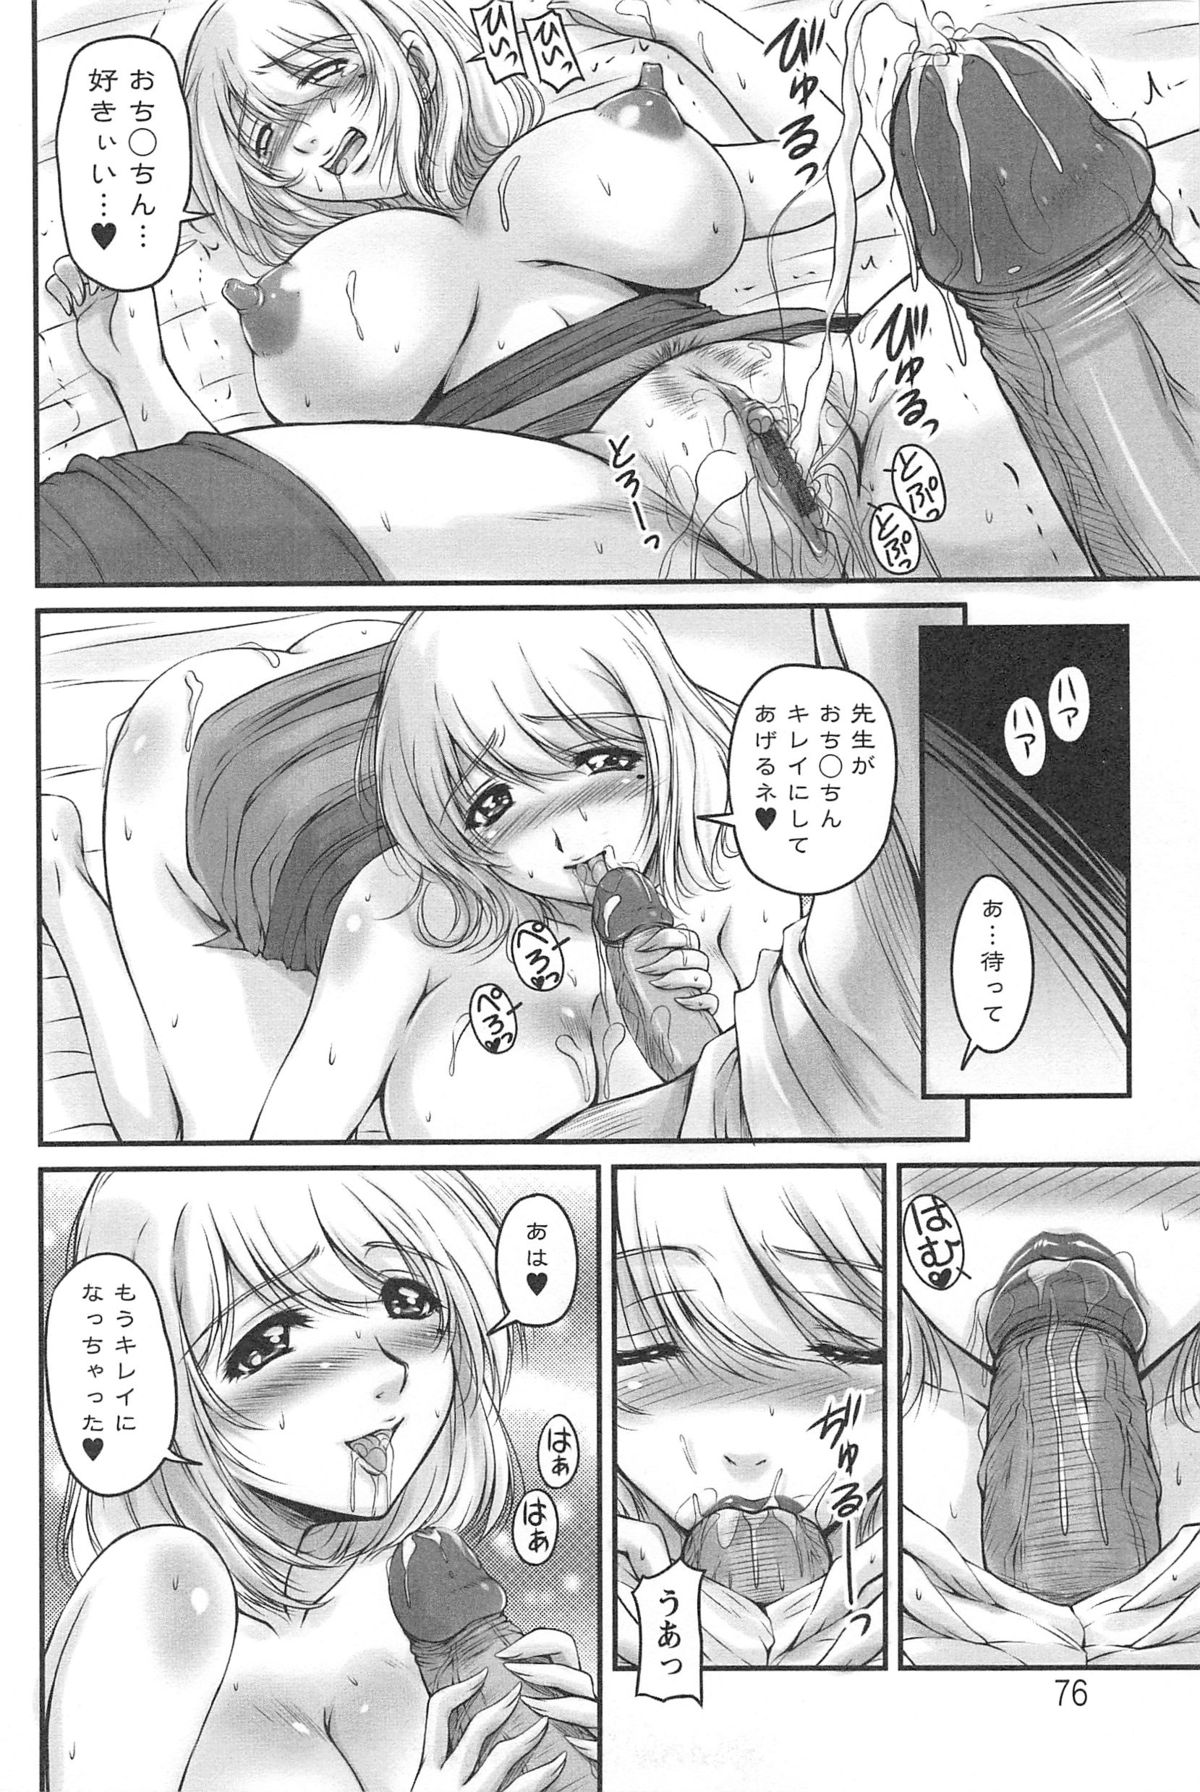 びゅるっ
ひいっ
ひいっ
おち◯ちん…
好きぃい…♥
びゅるっ
とぷっ
とぷっ
とろーっ
ハァ
ハァ
あ…待って
先生が
おち◯ちん
キレイにして
あげるネ♥
ぺろっ♥
ぺろっ♥
はむっ♥
ぢゅるーっ
うあっ
あは♥
はぁ
はぁ
もうキレイに
なっちゃった♥
76